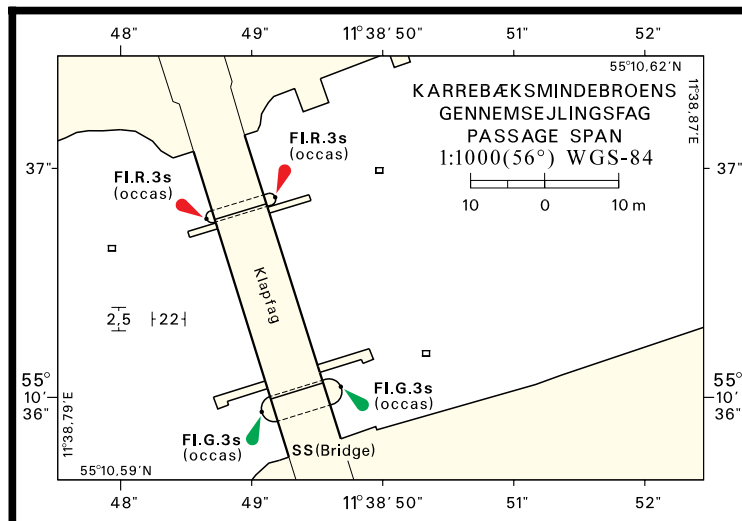 48" 49" 11°38,50" 51" 52"
55°10,62'N
11°38,87'E
KARREBÆKSMINDEBROENS
GENNEMSEJLINGSFAG
PASSAGE SPAN
1:1000(56°) WGS-84
10 0 10 m
Fl.R.3s
(occas)
Fl.R.3s
(occas)
37"
37"
Klapfag
2,5 22
Fl.G.3s
(occas)
Fl.G.3s
(occas)
SS(Bridge)
55°
10'
36"
55°
10'
36"
11°38,79'E
55°10,59'N
48" 49" 11°38,50" 51" 52"